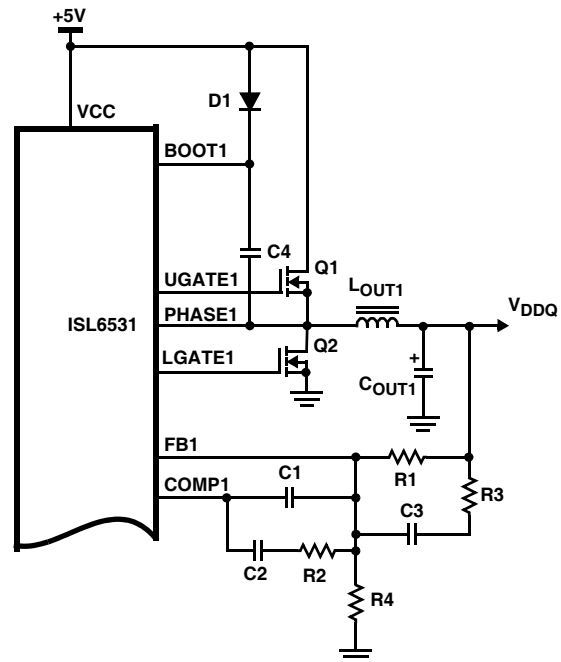 +5V
VCC
D1
BOOT1
C4
UGATE1
Q1
LOUT1
VDDQ
ISL6531
PHASE1
Q2
LGATE1
+
COUT1
FB1
R1
COMP1
C1
R3
C3
C2
R2
R4